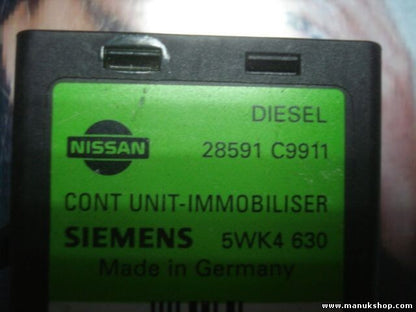 DIESEL
NISSAN 28591 C9911
CONT UNIT-IMMOBILISER
SIEMENS 5WK4 630
Made in Germany
www.manukshop.com